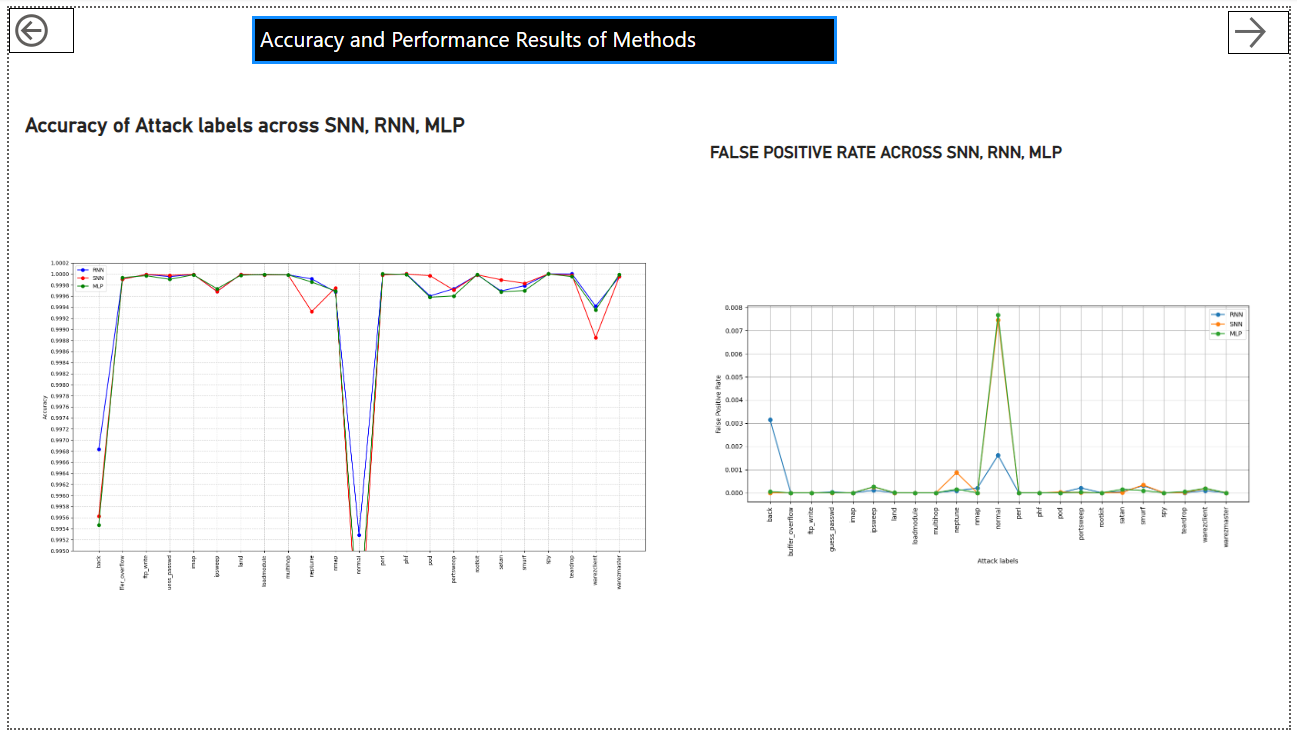 Accuracy and Performance Results of Methods
Accuracy of Attack labels across SNN, RNN, MLP
FALSE POSITIVE RATE ACROSS SNN, RNN, MLP
1.0002
1.0000
0.9998
0.9996
0.9994
0.9992
0.9990
0.9988
0.9986
0.9984
0.9982
0.9980
0.9978
0.9976
0.9974
0.9972
0.9970
0.9968
0.9966
0.9964
0.9962
0.9960
0.9958
0.9956
0.9954
0.9952
0.9950
Accuracy
RNN
SNN
MLP
back
ffer_overflow
ftp_write
uess_passwd
imap
ipsweep
land
loadmodule
multihop
neptune
nmap
normal
perl
phf
pod
portsweep
rootkit
satan
smurf
spy
teardrop
warezclient
warezmaster
0.008
0.007
0.006
0.005
0.004
0.003
0.002
0.001
0.000
False Positive Rate
RNN
SNN
MLP
back
buffer_overflow
ftp_write
guess_passwd
imap
ipsweep
land
loadmodule
multihop
neptune
nmap
normal
perl
phf
pod
portsweep
rootkit
satan
smurf
spy
teardrop
warezclient
warezmaster
Attack labels